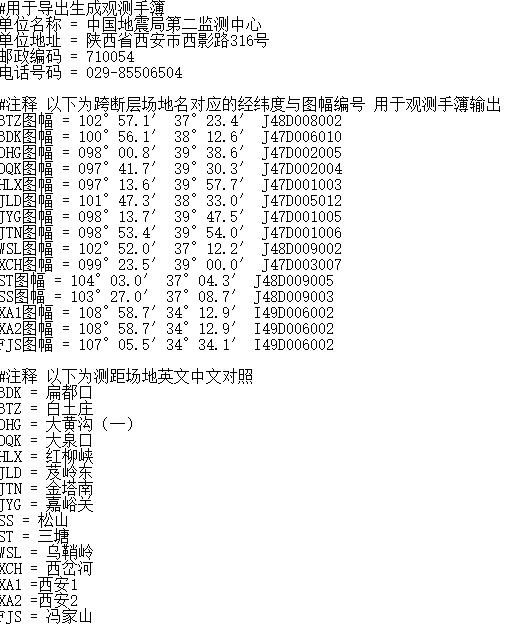 #用于导出生成观测手簿
单位名称 = 中国地震局第二监测中心
单位地址 = 陕西省西安市西影路316号
邮政编码 = 710054
电话号码 = 029-85506504
#注释 以下为跨断层场地名对应的经纬度与图幅编号 用于观测手簿输出
BTZ图幅 = 102° 57.1′ 37° 23.4′ J48D008002
BDK图幅 = 100° 56.1′ 38° 12.6′ J47D006010
DHG图幅 = 098° 00.8′ 39° 38.6′ J47D002005
DQK图幅 = 097° 41.7′ 39° 30.3′ J47D002004
HLX图幅 = 097° 13.6′ 39° 57.7′ J47D001003
JLD图幅 = 101° 47.3′ 38° 33.0′ J47D005012
JYG图幅 = 098° 13.7′ 39° 47.5′ J47D001005
JTN图幅 = 098° 53.4′ 39° 54.0′ J47D001006
WSL图幅 = 102° 52.0′ 37° 12.2′ J48D009002
XCH图幅 = 099° 23.5′ 39° 00.0′ J47D003007
ST图幅 = 104° 03.0′ 37° 04.3′ J48D009005
SS图幅 = 103° 27.0′ 37° 08.7′ J48D009003
XA1图幅 = 108° 58.7′ 34° 12.9′ I49D006002
XA2图幅 = 108° 58.7′ 34° 12.9′ I49D006002
FJS图幅 = 107° 05.5′ 34° 34.1′ I49D006002
#注释 以下为测距场地英文中文对照
BDK = 扁都口
BTZ = 白土庄
DHG = 大黄沟（一）
DQK = 大泉口
HLX = 红柳峡
JLD = 芨岭东
JTN = 金塔南
JYG = 嘉峪关
SS = 松山
ST = 三塘
WSL = 乌鞘岭
XCH = 西岔河
XA1 =西安1
XA2 =西安2
FJS = 冯家山